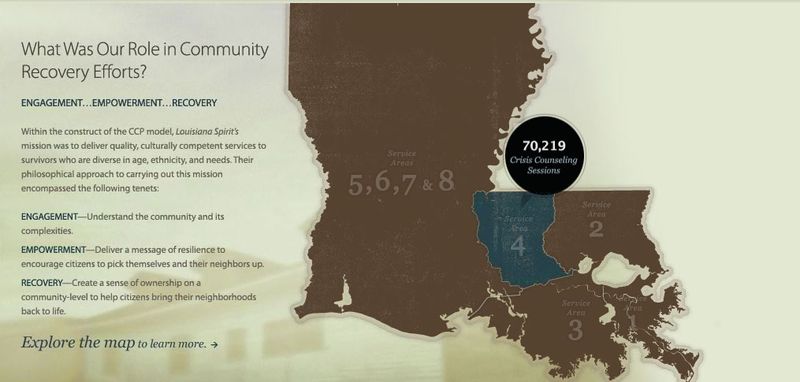 What Was Our Role in Community
Recovery Efforts?
ENGAGEMENT…EMPOWERMENT…RECOVERY
Within the construct of the CCP model, Louisiana Spirit's
mission was to deliver quality, culturally competent services to
survivors who are diverse in age, ethnicity, and needs. Their
philosophical approach to carrying out this mission
encompassed the following tenets:
ENGAGEMENT—Understand the community and its
complexities.
EMPOWERMENT—Deliver a message of resilience to
encourage citizens to pick themselves and their neighbors up.
RECOVERY—Create a sense of ownership on a
community-level to help citizens bring their neighborhoods
back to life.
Explore the map to learn more. →
Service
Areas
5,6,7 & 8
70,219
Crisis Counseling
Sessions
Service
Area
4
Service
Area
2
Service
Area
3
Service
Area
1